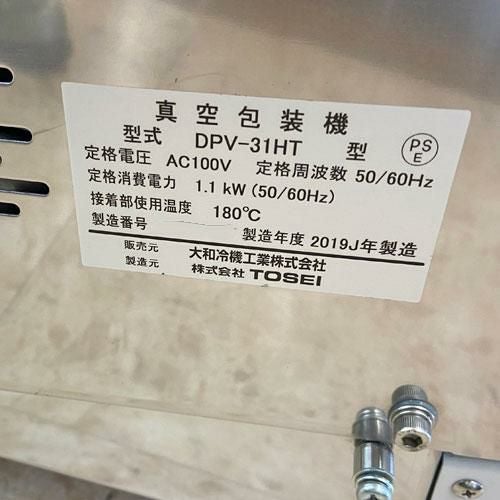 真空包装機
型式 DPV-31HT 型 PSE
定格電圧 AC100V 定格周波数 50/60Hz
定格消費電力 1.1kW (50/60Hz)
接着部使用温度 180℃
製造番号 製造年度 2019J年製造
販売元 大和冷機工業株式会社
製造元 株式会社 TOSEI